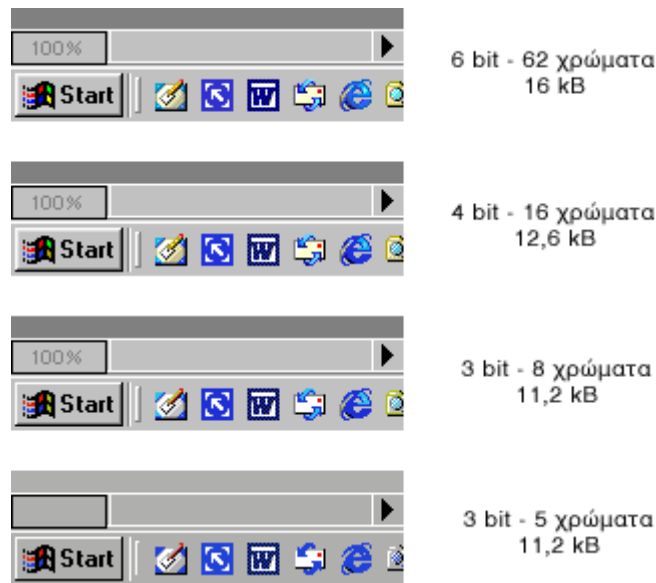 100%
Start
W
6 bit - 62 χρώματα
16 kB
100%
Start
W
4 bit - 16 χρώματα
12,6 kB
100%
Start
W
3 bit - 8 χρώματα
11,2 kB
Start
W
3 bit - 5 χρώματα
11,2 kB